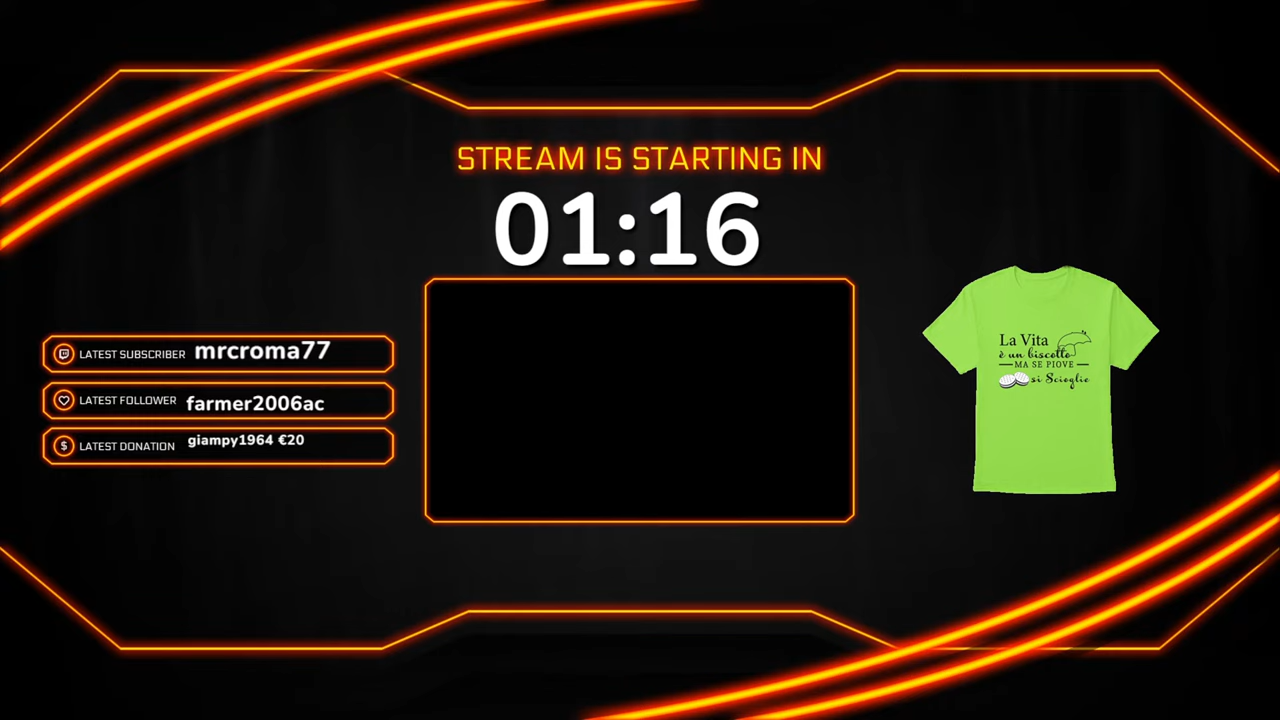 STREAM IS STARTING IN
01:16
LATEST SUBSCRIBER mrcroma77
LATEST FOLLOWER farmer2006ac
LATEST DONATION giampy1964 €20
La Vita
è un biscotto
MA SE PIOVE
si Scioglie